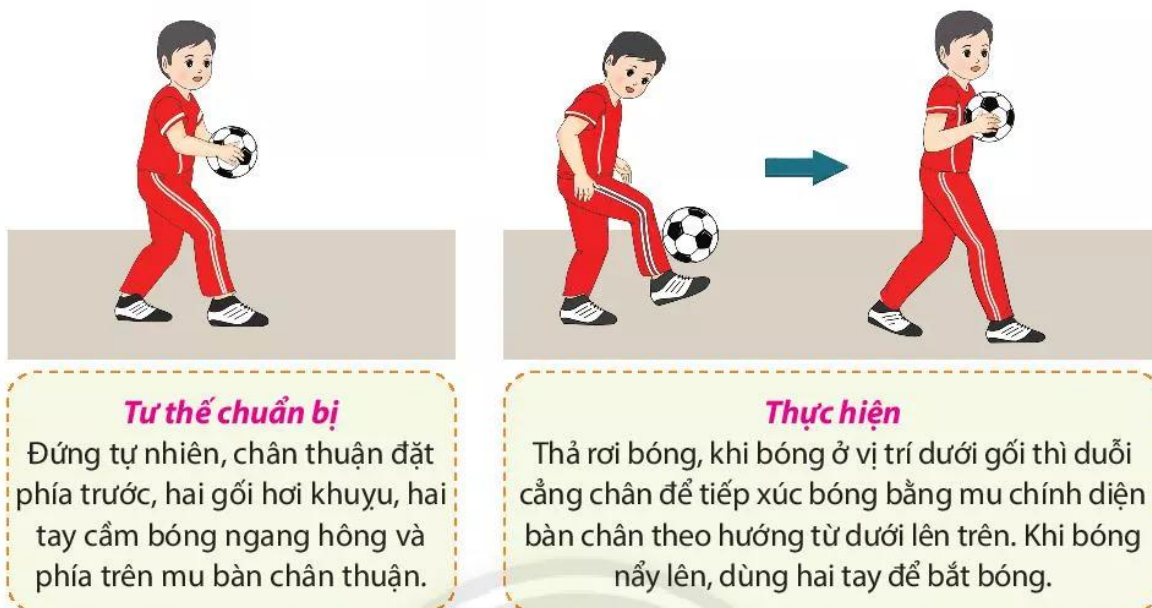 Tư thế chuẩn bị
Đứng tự nhiên, chân thuận đặt
phía trước, hai gối hơi khuỵu, hai
tay cầm bóng ngang hông và
phía trên mu bàn chân thuận.
Thực hiện
Thả rơi bóng, khi bóng ở vị trí dưới gối thì duỗi
cẳng chân để tiếp xúc bóng bằng mu chính diện
bàn chân theo hướng từ dưới lên trên. Khi bóng
nẩy lên, dùng hai tay để bắt bóng.